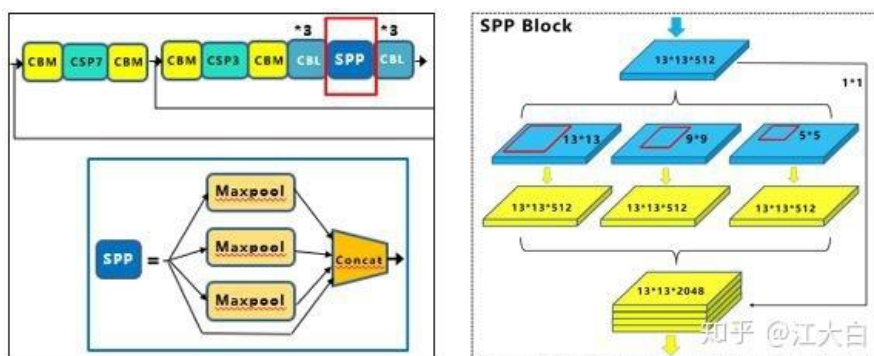 *3 *3
CBM CSP7 CBM CBM CSP3 CBM CBL SPP CBL
Maxpool
Maxpool
SPP = Concat
Maxpool
SPP Block
13*13*512
1*1
13*13 9*9 5*5
13*13*512 13*13*512 13*13*512
13*13*2048
知乎 @江大白